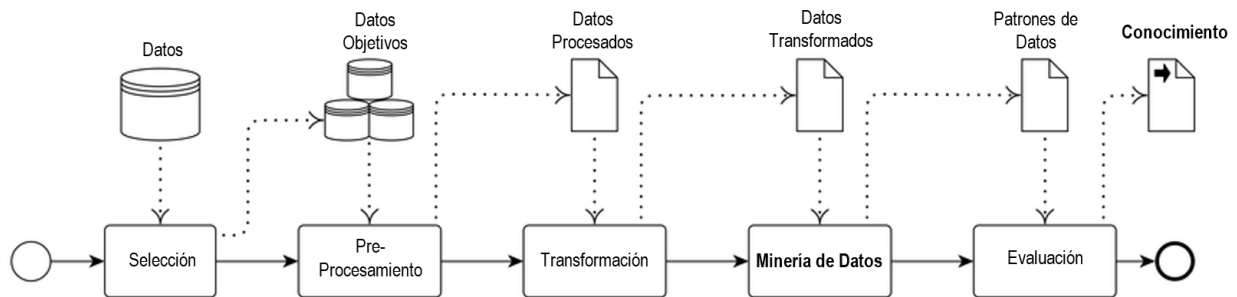 Datos
Datos
Objetivos
Datos
Procesados
Datos
Transformados
Patrones de
Datos
Conocimiento
Selección
Pre-
Procesamiento
Transformación
Minería de Datos
Evaluación